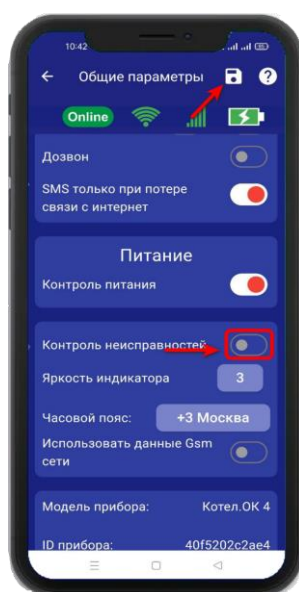 10:42
Общие параметры
Online
Дозвон
SMS только при потере
связи с интернет
Питание
Контроль питания
Контроль неисправностей
Яркость индикатора 3
Часовой пояс: +3 Москва
Использовать данные Gsm
сети
Модель прибора: Котел.ОК 4
ID прибора: 40f5202c2ae4